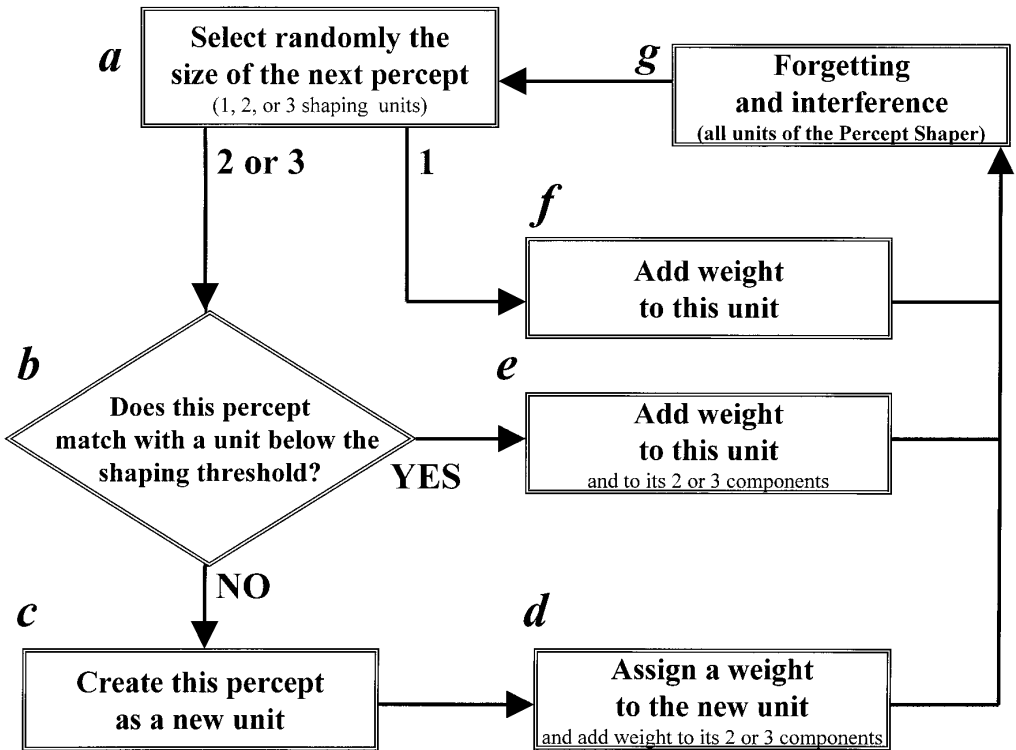 a
Select randomly the
size of the next percept
(1, 2, or 3 shaping units)
g
Forgetting
and interference
(all units of the Percept Shaper)
2 or 3
1
f
Add weight
to this unit
b
Does this percept
match with a unit below the
shaping threshold?
YES
e
Add weight
to this unit
and to its 2 or 3 components
NO
c
Create this percept
as a new unit
d
Assign a weight
to the new unit
and add weight to its 2 or 3 components